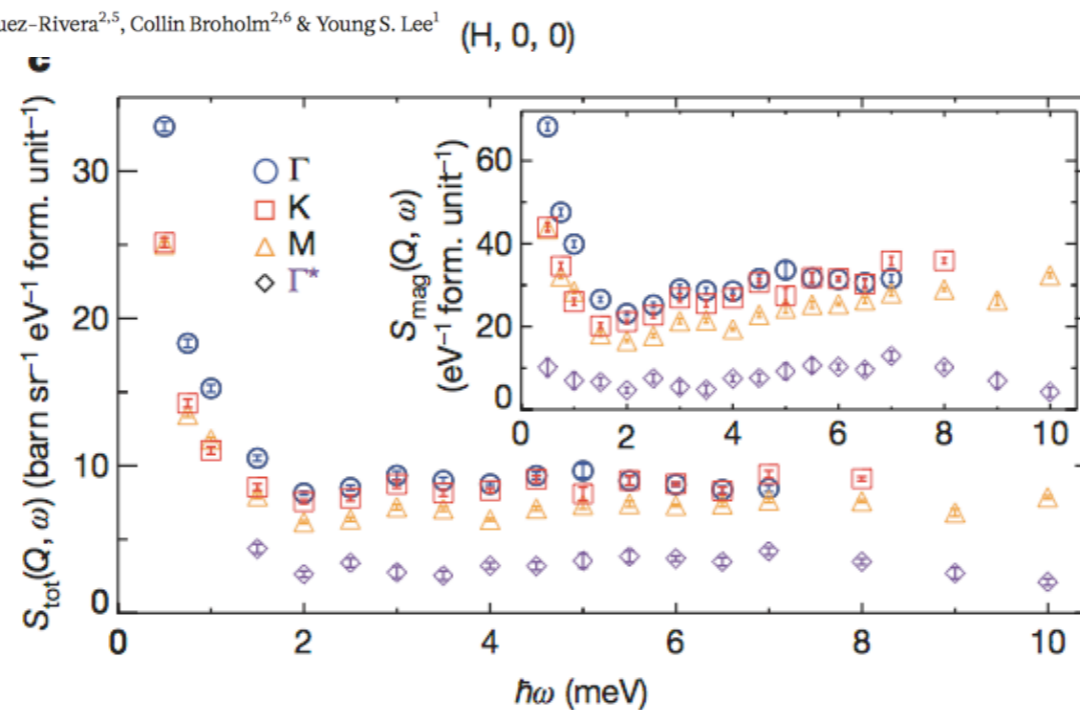 uez-Rivera2,5, Collin Broholm2,6 & Young S. Lee1
(H, 0, 0)
c
Stot(Q, ω) (barn sr−1 eV−1 form. unit−1)
30
20
10
0
0 2 4 6 8 10
ħω (meV)
Γ
K
M
Γ*
Smag(Q, ω)
(eV−1 form. unit−1)
60
40
20
0
0 2 4 6 8 10